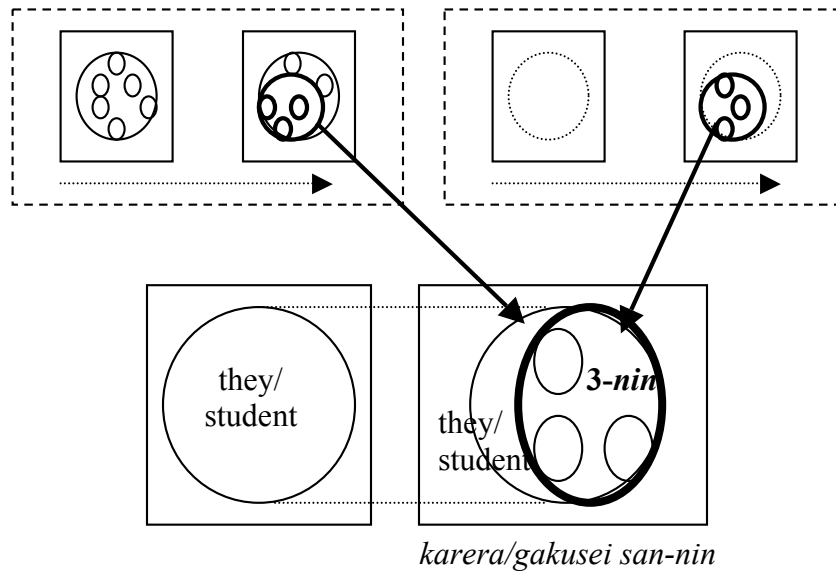 they/
student
3-nin
they/
student
karera/gakusei san-nin